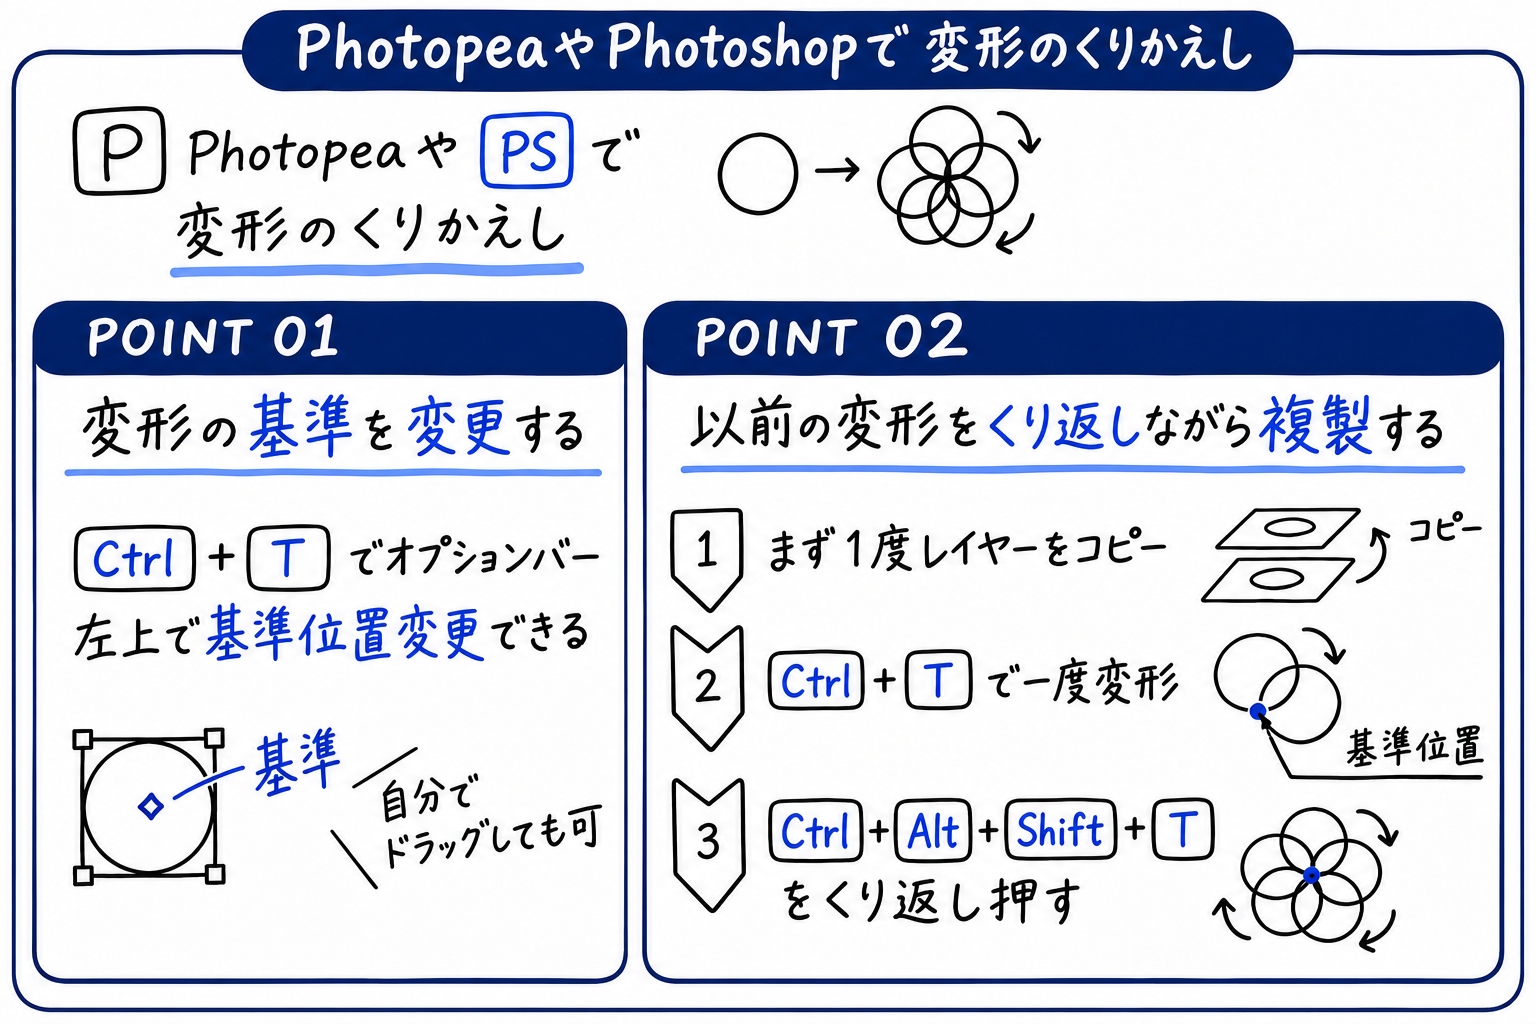 PhotopeaやPhotoshopで 変形のくりかえし
P Photopeaや PS で
変形のくりかえし
POINT 01
変形の基準を変更する
Ctrl + T でオプションバー
左上で基準位置変更できる
基準
自分で
ドラッグしても可
POINT 02
以前の変形をくり返しながら複製する
1 まず1度レイヤーをコピー
コピー
2 Ctrl + T で一度変形
基準位置
3 Ctrl + Alt + Shift + T
をくり返し押す